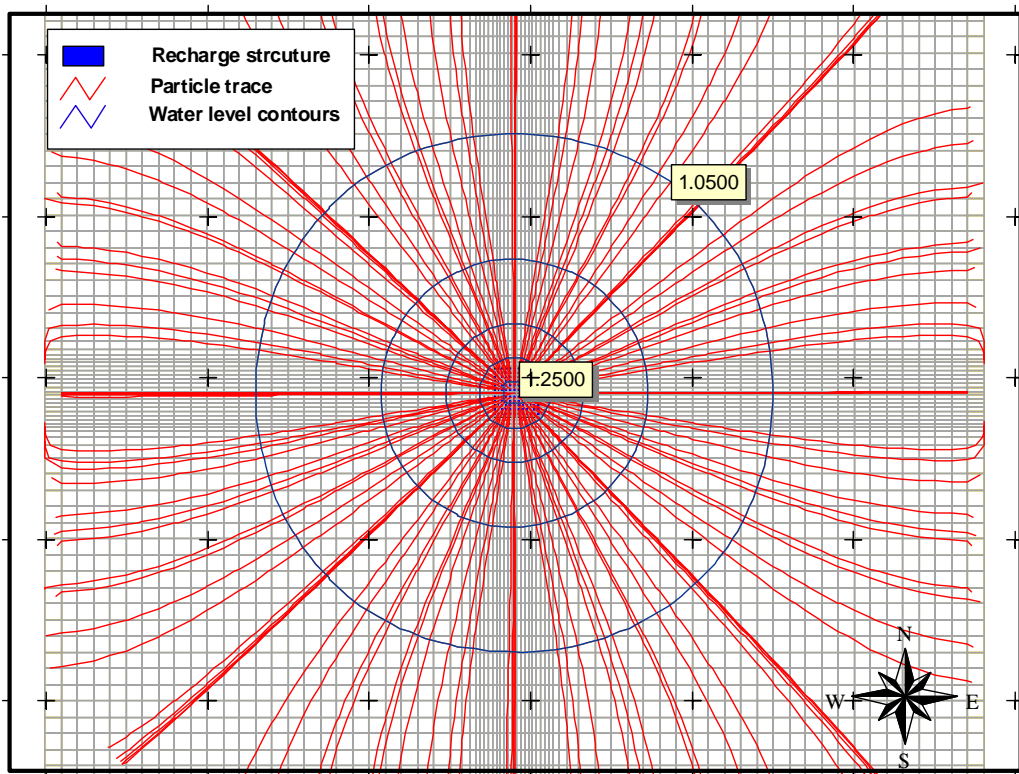 Recharge strcuture
Particle trace
Water level contours
1.0500
1.2500
N
W
E
S